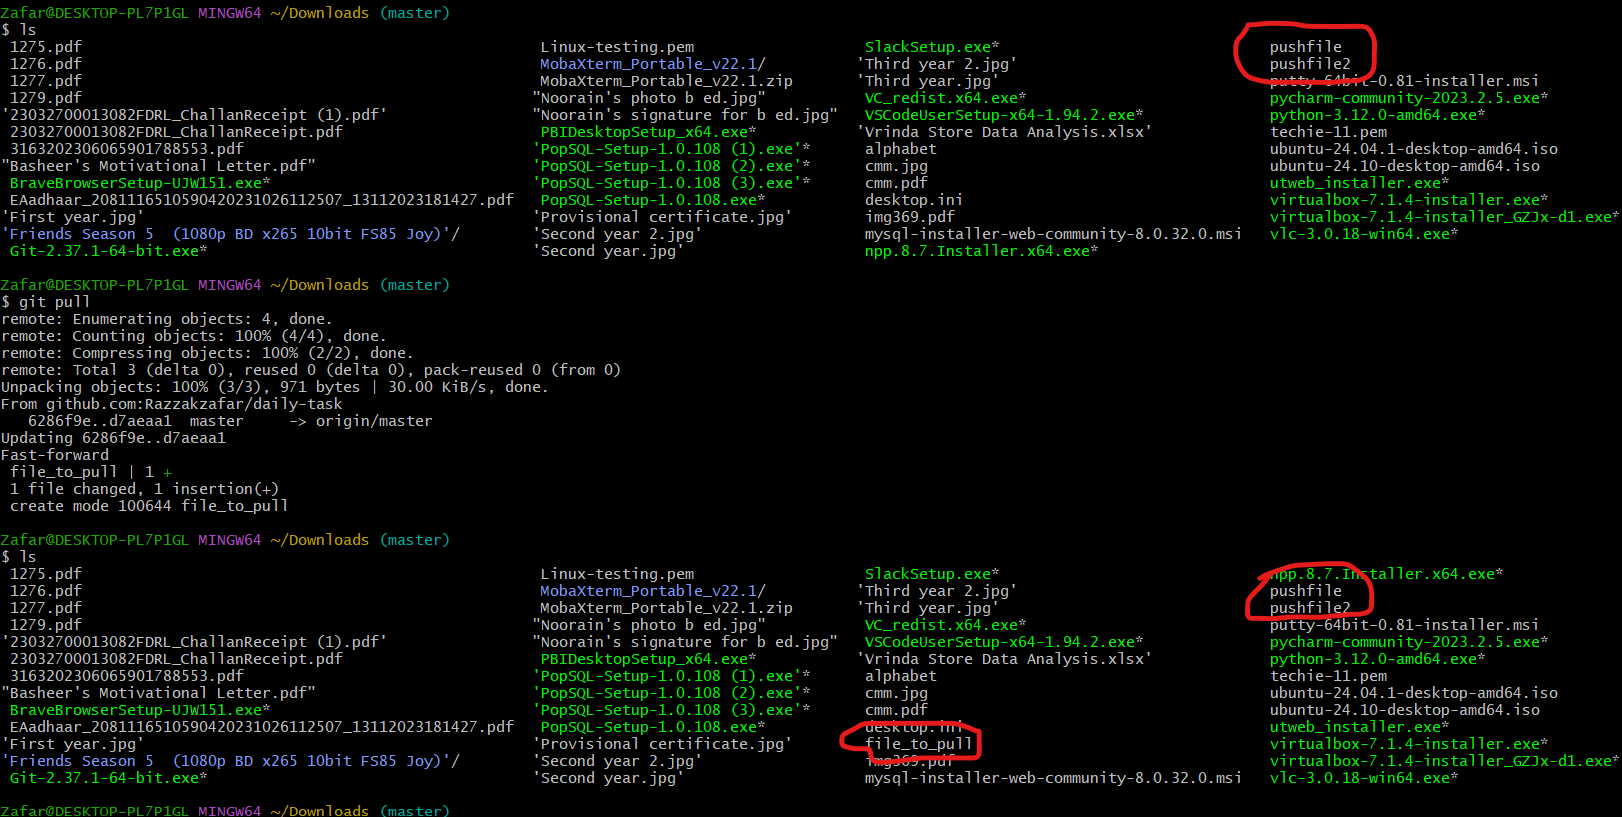 Zafar@DESKTOP-PL7P1GL MINGW64 ~/Downloads (master)
$ ls
1275.pdf Linux-testing.pem SlackSetup.exe* pushfile
1276.pdf MobaXterm_Portable_v22.1/ 'Third year 2.jpg' pushfile2
1277.pdf MobaXterm_Portable_v22.1.zip 'Third year.jpg' putty-64bit-0.81-installer.msi
1279.pdf "Noorain's photo b ed.jpg" VC_redist.x64.exe* pycharm-community-2023.2.5.exe*
'23032700013082FDRL_ChallanReceipt (1).pdf' "Noorain's signature for b ed.jpg" VSCodeUserSetup-x64-1.94.2.exe* python-3.12.0-amd64.exe*
23032700013082FDRL_ChallanReceipt.pdf PBIDesktopSetup_x64.exe* 'Vrinda Store Data Analysis.xlsx' techie-11.pem
3163202306065901788553.pdf 'PopSQL-Setup-1.0.108 (1).exe'* alphabet ubuntu-24.04.1-desktop-amd64.iso
"Basheer's Motivational Letter.pdf" 'PopSQL-Setup-1.0.108 (2).exe'* cmm.jpg ubuntu-24.10-desktop-amd64.iso
BraveBrowserSetup-UJW151.exe* 'PopSQL-Setup-1.0.108 (3).exe'* cmm.pdf utweb_installer.exe*
EAadhaar_2081116510590420231026112507_13112023181427.pdf PopSQL-Setup-1.0.108.exe* desktop.ini virtualbox-7.1.4-installer.exe*
'First year.jpg' 'Provisional certificate.jpg' img369.pdf virtualbox-7.1.4-installer_GZJx-d1.exe*
'Friends Season 5  (1080p BD x265 10bit FS85 Joy)'/ 'Second year 2.jpg' mysql-installer-web-community-8.0.32.0.msi vlc-3.0.18-win64.exe*
Git-2.37.1-64-bit.exe* 'Second year.jpg' npp.8.7.Installer.x64.exe*
Zafar@DESKTOP-PL7P1GL MINGW64 ~/Downloads (master)
$ git pull
remote: Enumerating objects: 4, done.
remote: Counting objects: 100% (4/4), done.
remote: Compressing objects: 100% (2/2), done.
remote: Total 3 (delta 0), reused 0 (delta 0), pack-reused 0 (from 0)
Unpacking objects: 100% (3/3), 971 bytes | 30.00 KiB/s, done.
From github.com:Razzakzafar/daily-task
6286f9e..d7aeaa1  master     -> origin/master
Updating 6286f9e..d7aeaa1
Fast-forward
file_to_pull | 1 +
1 file changed, 1 insertion(+)
create mode 100644 file_to_pull
Zafar@DESKTOP-PL7P1GL MINGW64 ~/Downloads (master)
$ ls
1275.pdf Linux-testing.pem SlackSetup.exe* npp.8.7.Installer.x64.exe*
1276.pdf MobaXterm_Portable_v22.1/ 'Third year 2.jpg' pushfile
1277.pdf MobaXterm_Portable_v22.1.zip 'Third year.jpg' pushfile2
1279.pdf "Noorain's photo b ed.jpg" VC_redist.x64.exe* putty-64bit-0.81-installer.msi
'23032700013082FDRL_ChallanReceipt (1).pdf' "Noorain's signature for b ed.jpg" VSCodeUserSetup-x64-1.94.2.exe* pycharm-community-2023.2.5.exe*
23032700013082FDRL_ChallanReceipt.pdf PBIDesktopSetup_x64.exe* 'Vrinda Store Data Analysis.xlsx' python-3.12.0-amd64.exe*
3163202306065901788553.pdf 'PopSQL-Setup-1.0.108 (1).exe'* alphabet techie-11.pem
"Basheer's Motivational Letter.pdf" 'PopSQL-Setup-1.0.108 (2).exe'* cmm.jpg ubuntu-24.04.1-desktop-amd64.iso
BraveBrowserSetup-UJW151.exe* 'PopSQL-Setup-1.0.108 (3).exe'* cmm.pdf ubuntu-24.10-desktop-amd64.iso
EAadhaar_2081116510590420231026112507_13112023181427.pdf PopSQL-Setup-1.0.108.exe* desktop.ini utweb_installer.exe*
'First year.jpg' 'Provisional certificate.jpg' file_to_pull virtualbox-7.1.4-installer.exe*
'Friends Season 5  (1080p BD x265 10bit FS85 Joy)'/ 'Second year 2.jpg' img369.pdf virtualbox-7.1.4-installer_GZJx-d1.exe*
Git-2.37.1-64-bit.exe* 'Second year.jpg' mysql-installer-web-community-8.0.32.0.msi vlc-3.0.18-win64.exe*
Zafar@DESKTOP-PL7P1GL MINGW64 ~/Downloads (master)